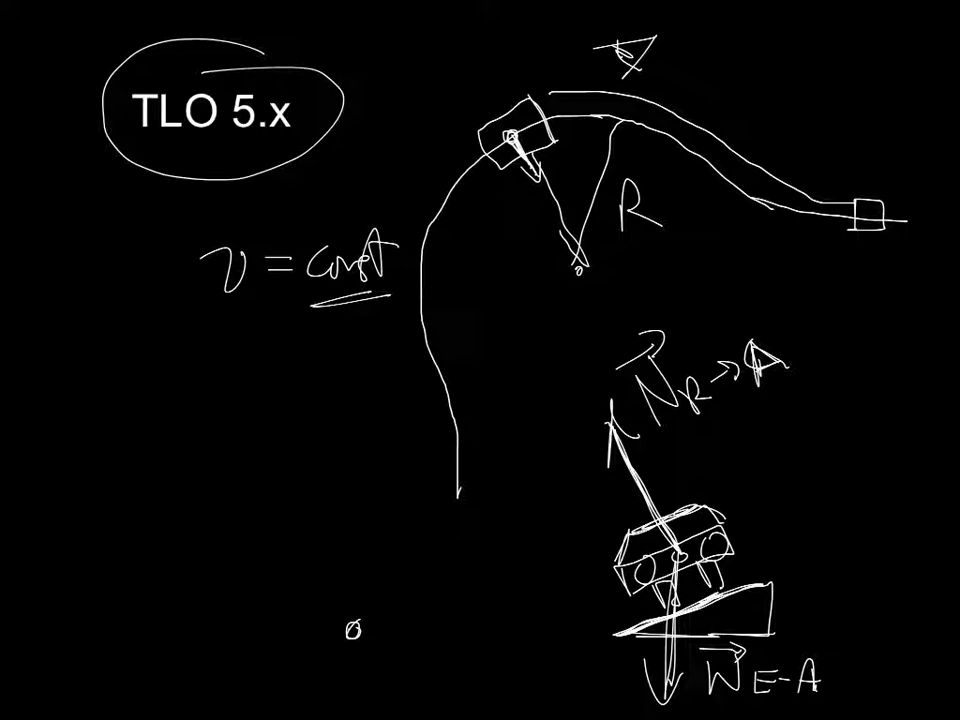 TLO 5.x
R
v = const
N R → A
W E-A